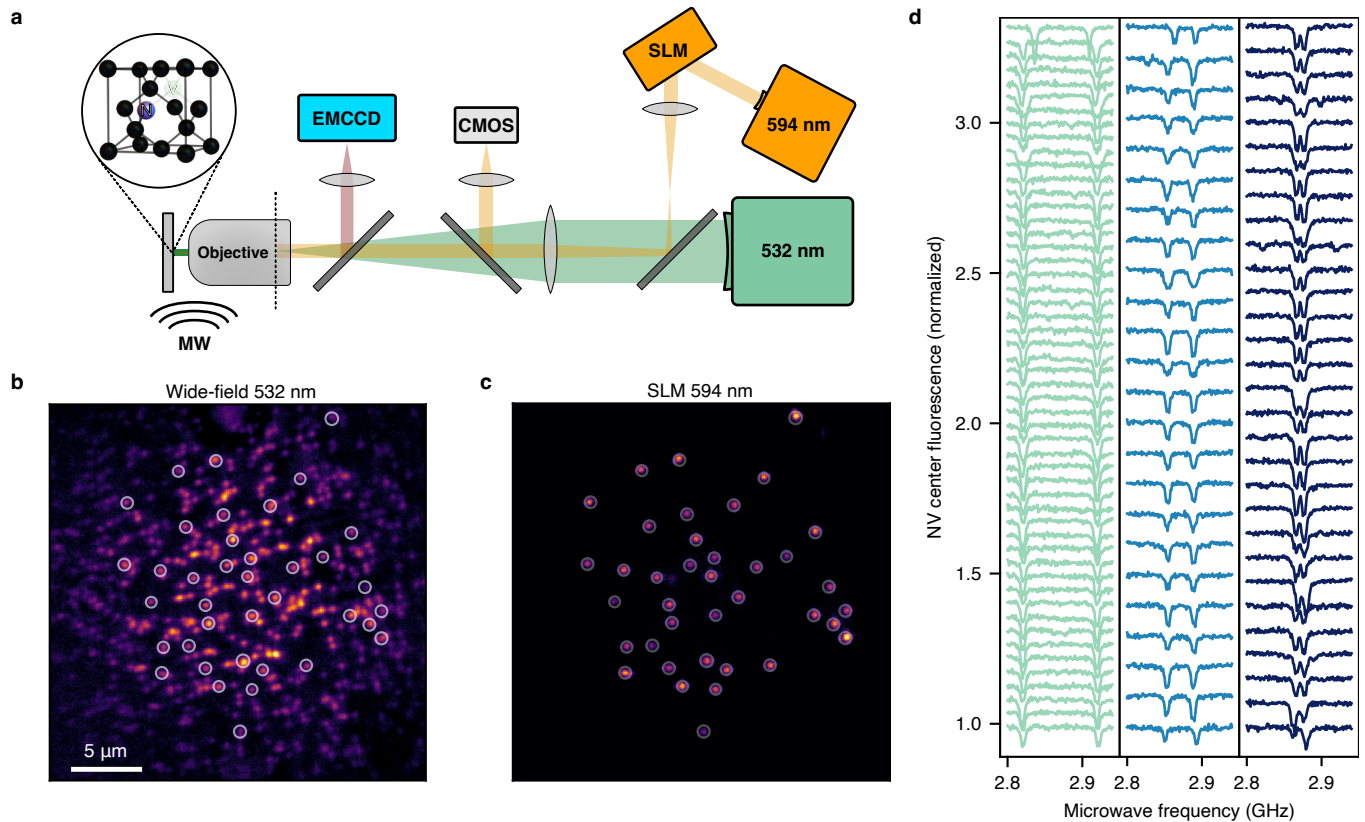 a
V
N
Objective
MW
EMCCD
CMOS
SLM
594 nm
532 nm
b
Wide-field 532 nm
5 μm
c
SLM 594 nm
d
NV center fluorescence (normalized)
3.0
2.5
2.0
1.5
1.0
2.8 2.9 2.8 2.9 2.8 2.9
Microwave frequency (GHz)